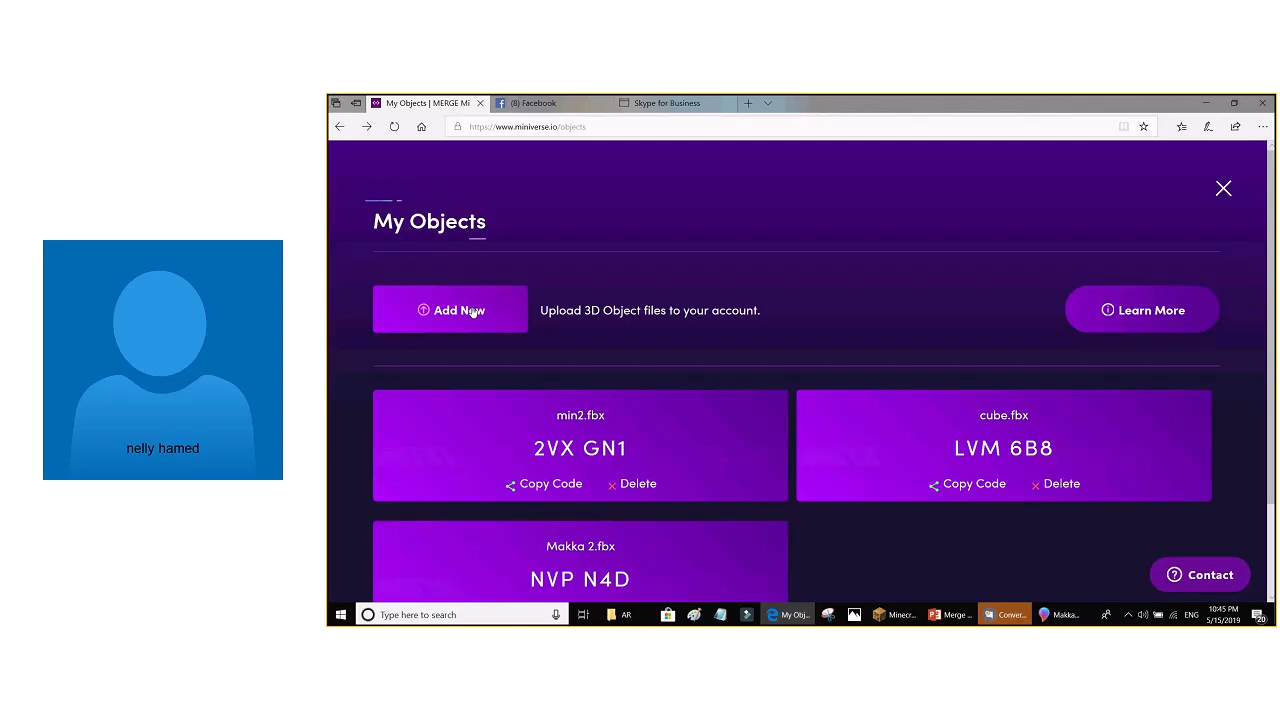 nelly hamed
My Objects | MERGE Mi
(8) Facebook
Skype for Business
https://www.miniverse.io/objects
My Objects
Add New
Upload 3D Object files to your account.
Learn More
min2.fbx
2VX GN1
Copy Code
Delete
cube.fbx
LVM 6B8
Copy Code
Delete
Makka 2.fbx
NVP N4D
Contact
Type here to search
AR
My Obj...
Minecr...
Merge ...
Conver...
Makka...
ENG
10:45 PM
5/15/2019
20